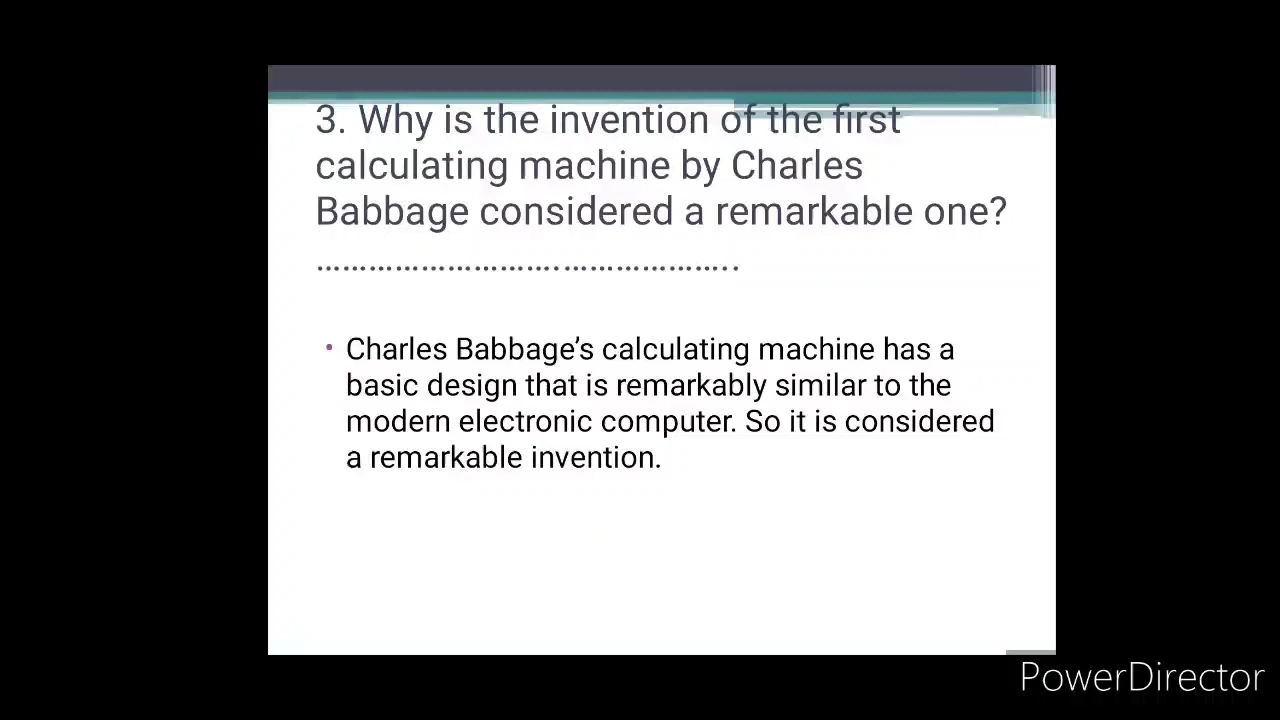 3. Why is the invention of the first
calculating machine by Charles
Babbage considered a remarkable one?
……………………….………………..
• Charles Babbage’s calculating machine has a
basic design that is remarkably similar to the
modern electronic computer. So it is considered
a remarkable invention.
PowerDirector